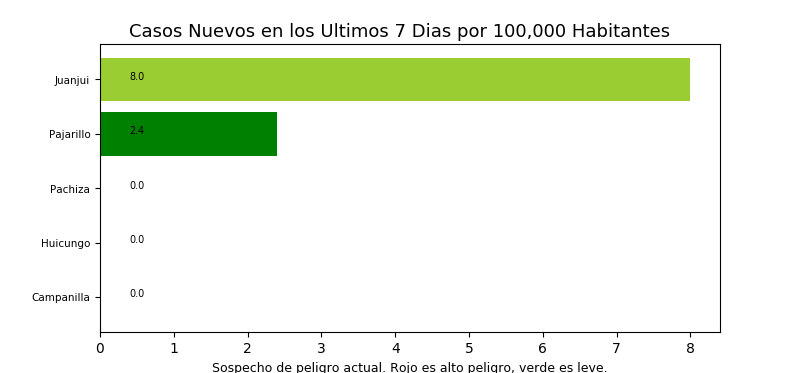 Casos Nuevos en los Ultimos 7 Dias por 100,000 Habitantes
Juanjui 8.0
Pajarillo 2.4
Pachiza 0.0
Huicungo 0.0
Campanilla 0.0
0 1 2 3 4 5 6 7 8
Sospecho de peligro actual. Rojo es alto peligro, verde es leve.